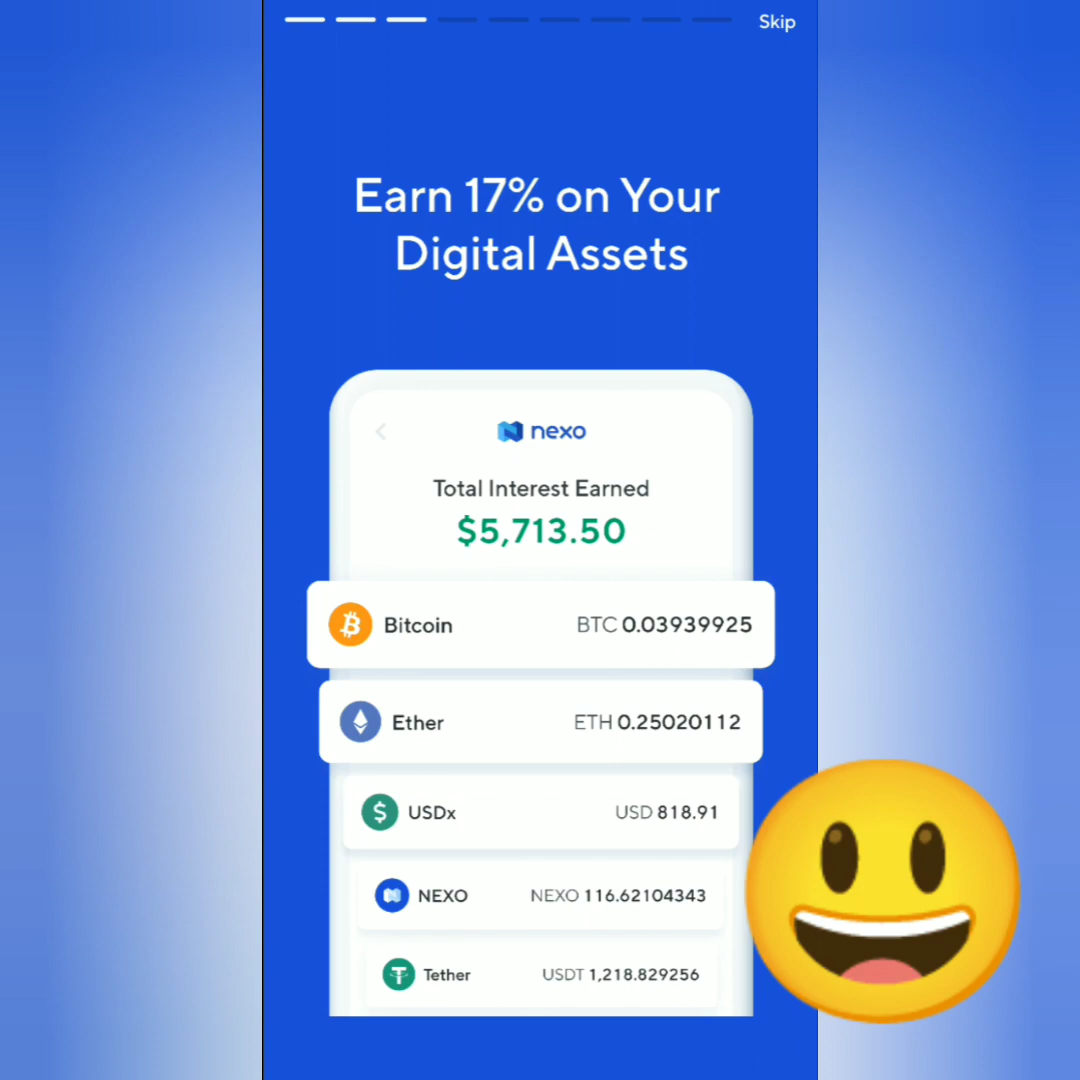 Skip
Earn 17% on Your
Digital Assets
nexo
Total Interest Earned
$5,713.50
Bitcoin BTC 0.03939925
Ether ETH 0.25020112
USDx USD 818.91
NEXO NEXO 116.62104343
Tether USDT 1,218.829256